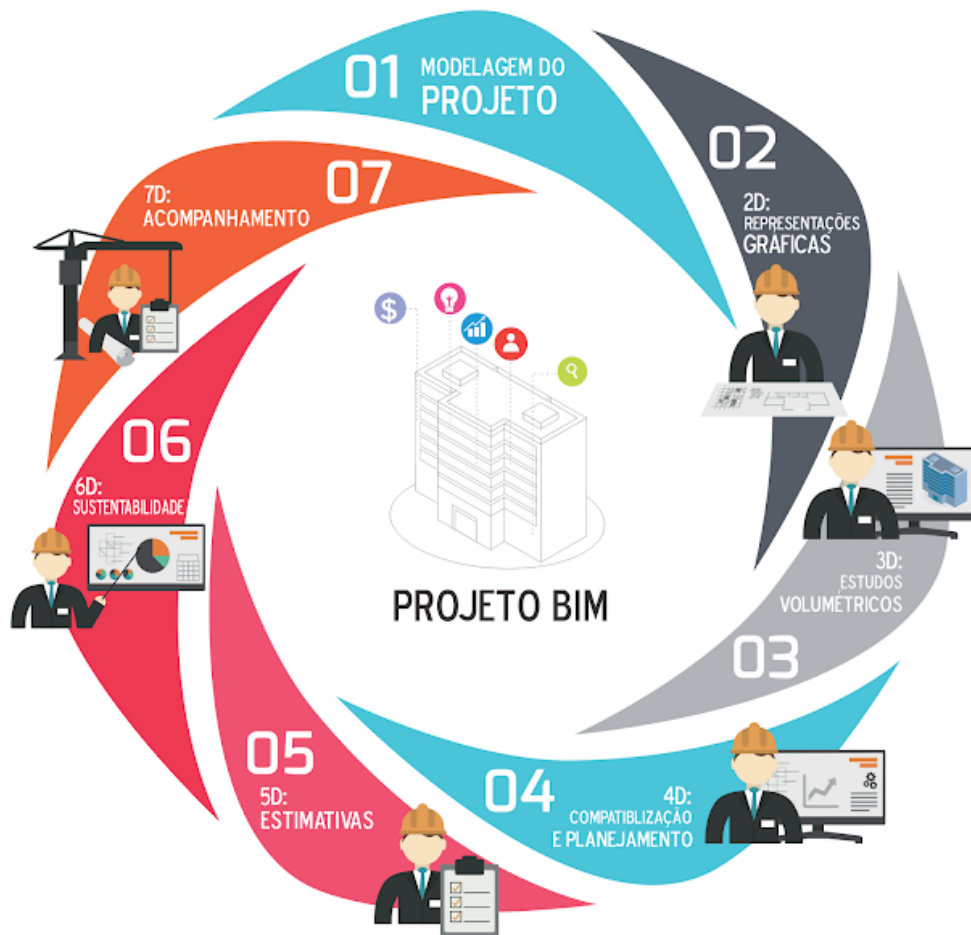 01
MODELAGEM DO
PROJETO
02
2D:
REPRESENTAÇÕES
GRÁFICAS
3D:
ESTUDOS
VOLUMÉTRICOS
03
04
4D:
COMPATIBLIZAÇÃO
E PLANEJAMENTO
05
5D:
ESTIMATIVAS
06
6D:
SUSTENTABILIDADE
07
7D:
ACOMPANHAMENTO
$
PROJETO BIM